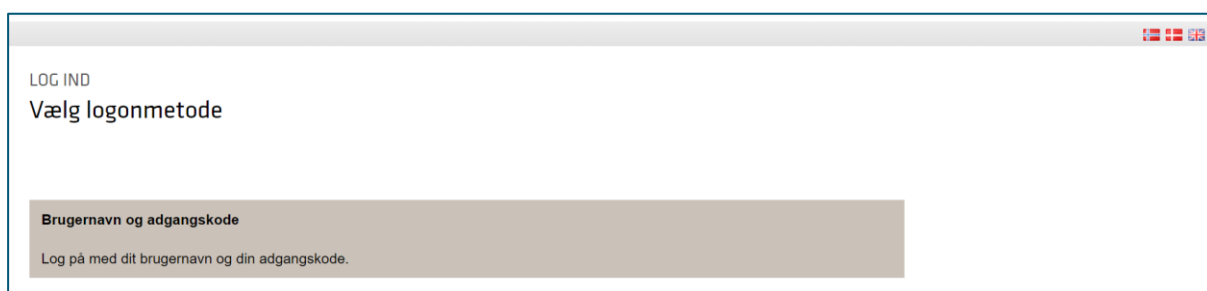 LOG IND
Vælg logonmetode
Brugernavn og adgangskode
Log på med dit brugernavn og din adgangskode.